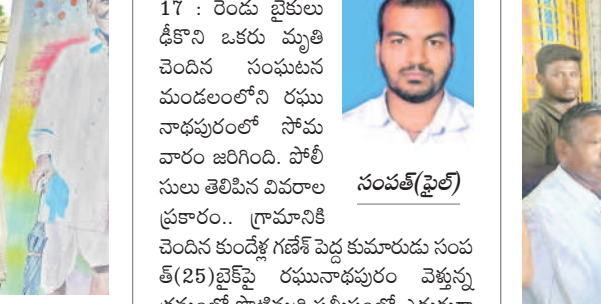 17 : రెండు బైకులు
ఢీకొని ఒకరు మృతి
చెందిన సంఘటన
మండలంలోని రఘు
నాథపురంలో సోమ
వారం జరిగింది. పోలీ
సులు తెలిపిన వివరాల
ప్రకారం.. గ్రామానికి
సంపత్(ఫైల్)
చెందిన కుందేళ్ల గణేశ్ పెద్ద కుమారుడు సంప
త్(25)బైక్‌పై రఘునాథపురం వెళ్తున్న